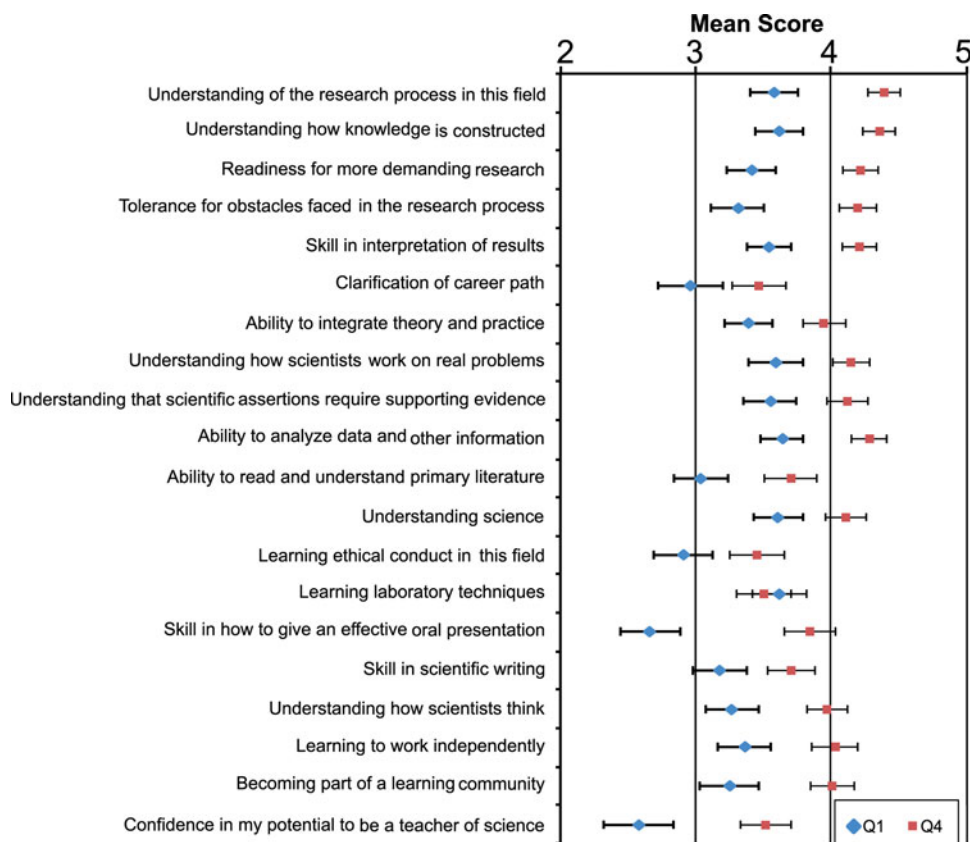 Mean Score
2 3 4 5
Understanding of the research process in this field
Understanding how knowledge is constructed
Readiness for more demanding research
Tolerance for obstacles faced in the research process
Skill in interpretation of results
Clarification of career path
Ability to integrate theory and practice
Understanding how scientists work on real problems
Understanding that scientific assertions require supporting evidence
Ability to analyze data and other information
Ability to read and understand primary literature
Understanding science
Learning ethical conduct in this field
Learning laboratory techniques
Skill in how to give an effective oral presentation
Skill in scientific writing
Understanding how scientists think
Learning to work independently
Becoming part of a learning community
Confidence in my potential to be a teacher of science
Q1 Q4